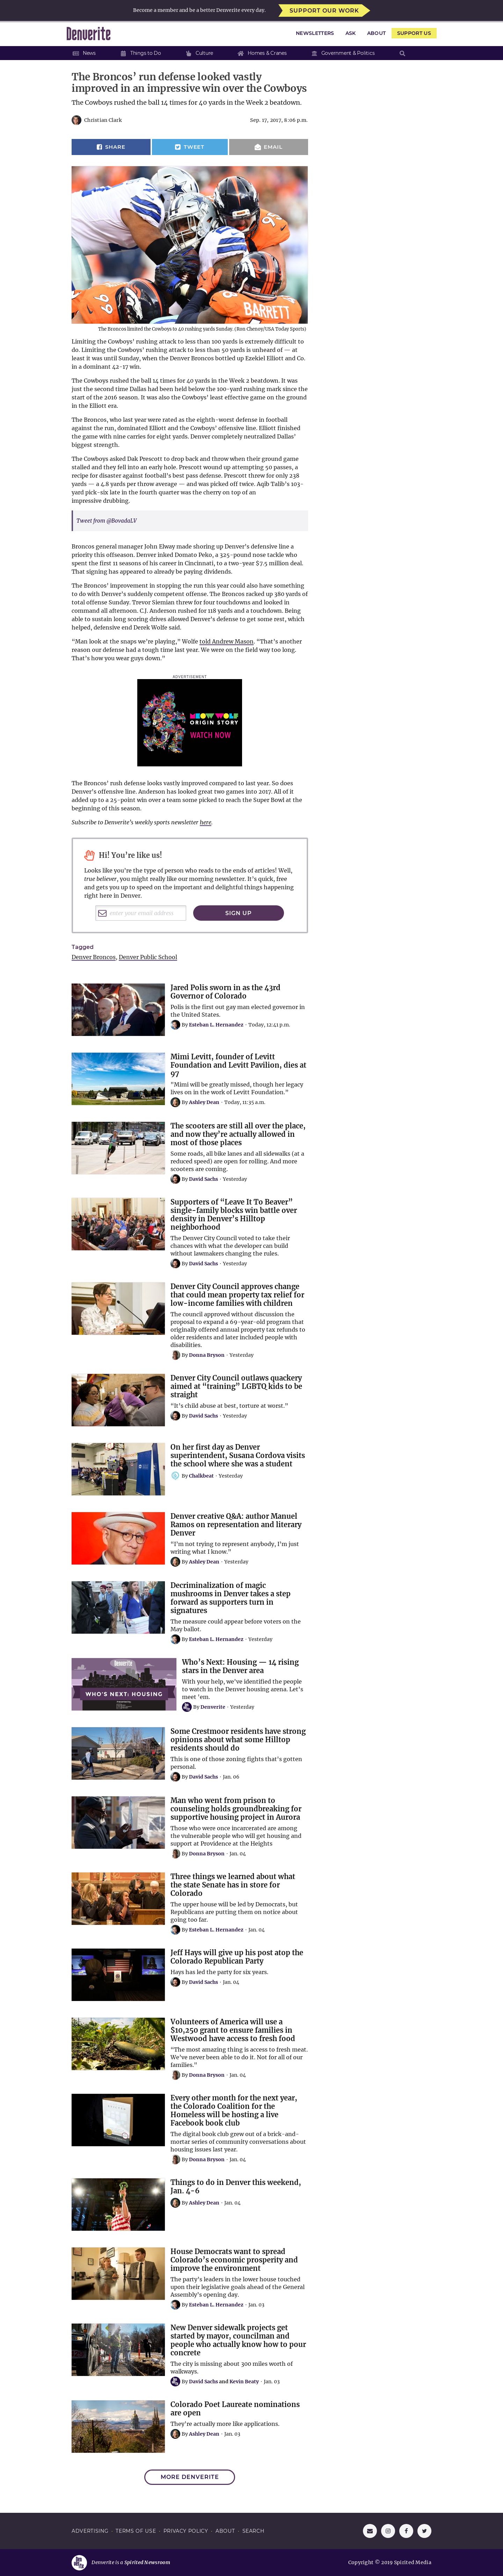 Become a member and be a better Denverite every day. SUPPORT OUR WORK
Denverite
NEWSLETTERS ASK ABOUT SUPPORT US
News Things to Do Culture Homes & Cranes Government & Politics
The Broncos’ run defense looked vastly
improved in an impressive win over the Cowboys
The Cowboys rushed the ball 14 times for 40 yards in the Week 2 beatdown.
Christian Clark Sep. 17, 2017, 8:06 p.m.
SHARE TWEET EMAIL
BARRETT
The Broncos limited the Cowboys to 40 rushing yards Sunday. (Ron Chenoy/USA Today Sports)
Limiting the Cowboys’ rushing attack to less than 100 yards is extremely difficult to
do. Limiting the Cowboys’ rushing attack to less than 50 yards is unheard of — at
least it was until Sunday, when the Denver Broncos bottled up Ezekiel Elliott and Co.
in a dominant 42-17 win.
The Cowboys rushed the ball 14 times for 40 yards in the Week 2 beatdown. It was
just the second time Dallas had been held below the 100-yard rushing mark since the
start of the 2016 season. It was also the Cowboys’ least effective game on the ground
in the Elliott era.
The Broncos, who last year were rated as the eighth-worst defense in football
against the run, dominated Elliott and the Cowboys’ offensive line. Elliott finished
the game with nine carries for eight yards. Denver completely neutralized Dallas’
biggest strength.
The Cowboys asked Dak Prescott to drop back and throw when their ground game
stalled and they fell into an early hole. Prescott wound up attempting 50 passes, a
recipe for disaster against football’s best pass defense. Prescott threw for only 238
yards — a 4.8 yards per throw average — and was picked off twice. Aqib Talib’s 103-
yard pick-six late in the fourth quarter was the cherry on top of an
impressive drubbing.
Tweet from @BovadaLV
Broncos general manager John Elway made shoring up Denver’s defensive line a
priority this offseason. Denver inked Domato Peko, a 325-pound nose tackle who
spent the first 11 seasons of his career in Cincinnati, to a two-year $7.5 million deal.
That signing has appeared to already be paying dividends.
The Broncos’ improvement in stopping the run this year could also have something
to do with Denver’s suddenly competent offense. The Broncos racked up 380 yards of
total offense Sunday. Trevor Siemian threw for four touchdowns and looked in
command all afternoon. C.J. Anderson rushed for 118 yards and a touchdown. Being
able to sustain long scoring drives allowed Denver’s defense to get some rest, which
helped, defensive end Derek Wolfe said.
“Man look at the snaps we’re playing,” Wolfe told Andrew Mason. “That’s another
reason our defense had a tough time last year. We were on the field way too long.
That’s how you wear guys down.”
ADVERTISEMENT
MEOW WOLF
ORIGIN STORY
WATCH NOW
The Broncos’ rush defense looks vastly improved compared to last year. So does
Denver’s offensive line. Anderson has looked great two games into 2017. All of it
added up to a 25-point win over a team some picked to reach the Super Bowl at the
beginning of this season.
Subscribe to Denverite’s weekly sports newsletter here.
Hi! You’re like us!
Looks like you’re the type of person who reads to the ends of articles! Well,
true believer, you might really like our morning newsletter. It’s quick, free
and gets you up to speed on the important and delightful things happening
right here in Denver.
enter your email address SIGN UP
Tagged
Denver Broncos, Denver Public School
Jared Polis sworn in as the 43rd
Governor of Colorado
Polis is the first out gay man elected governor in
the United States.
By Esteban L. Hernandez · Today, 12:41 p.m.
Mimi Levitt, founder of Levitt
Foundation and Levitt Pavilion, dies at
97
“Mimi will be greatly missed, though her legacy
lives on in the work of Levitt Foundation.”
By Ashley Dean · Today, 11:35 a.m.
The scooters are still all over the place,
and now they’re actually allowed in
most of those places
Some roads, all bike lanes and all sidewalks (at a
reduced speed) are open for rolling. And more
scooters are coming.
By David Sachs · Yesterday
Supporters of “Leave It To Beaver”
single-family blocks win battle over
density in Denver’s Hilltop
neighborhood
The Denver City Council voted to take their
chances with what the developer can build
without lawmakers changing the rules.
By David Sachs · Yesterday
Denver City Council approves change
that could mean property tax relief for
low-income families with children
The council approved without discussion the
proposal to expand a 69-year-old program that
originally offered annual property tax refunds to
older residents and later included people with
disabilities.
By Donna Bryson · Yesterday
Denver City Council outlaws quackery
aimed at “training” LGBTQ kids to be
straight
“It’s child abuse at best, torture at worst.”
By David Sachs · Yesterday
On her first day as Denver
superintendent, Susana Cordova visits
the school where she was a student
By Chalkbeat · Yesterday
Denver creative Q&A: author Manuel
Ramos on representation and literary
Denver
“I’m not trying to represent anybody, I’m just
writing what I know.”
By Ashley Dean · Yesterday
Decriminalization of magic
mushrooms in Denver takes a step
forward as supporters turn in
signatures
The measure could appear before voters on the
May ballot.
By Esteban L. Hernandez · Yesterday
Denverite
WHO'S NEXT: HOUSING
Who’s Next: Housing — 14 rising
stars in the Denver area
With your help, we’ve identified the people
to watch in the Denver housing arena. Let’s
meet ’em.
By Denverite · Yesterday
Some Crestmoor residents have strong
opinions about what some Hilltop
residents should do
This is one of those zoning fights that’s gotten
personal.
By David Sachs · Jan. 06
Man who went from prison to
counseling holds groundbreaking for
supportive housing project in Aurora
Those who were once incarcerated are among
the vulnerable people who will get housing and
support at Providence at the Heights
By Donna Bryson · Jan. 04
Three things we learned about what
the state Senate has in store for
Colorado
The upper house will be led by Democrats, but
Republicans are putting them on notice about
going too far.
By Esteban L. Hernandez · Jan. 04
Jeff Hays will give up his post atop the
Colorado Republican Party
Hays has led the party for six years.
By David Sachs · Jan. 04
Volunteers of America will use a
$10,250 grant to ensure families in
Westwood have access to fresh food
“The most amazing thing is access to fresh meat.
We’ve never been able to do it. Not for all of our
families.”
By Donna Bryson · Jan. 04
Every other month for the next year,
the Colorado Coalition for the
Homeless will be hosting a live
Facebook book club
The digital book club grew out of a brick-and-
mortar series of community conversations about
housing issues last year.
By Donna Bryson · Jan. 04
Things to do in Denver this weekend,
Jan. 4-6
By Ashley Dean · Jan. 04
House Democrats want to spread
Colorado’s economic prosperity and
improve the environment
The party’s leaders in the lower house touched
upon their legislative goals ahead of the General
Assembly’s opening day.
By Esteban L. Hernandez · Jan. 03
New Denver sidewalk projects get
started by mayor, councilman and
people who actually know how to pour
concrete
The city is missing about 300 miles worth of
walkways.
By David Sachs and Kevin Beaty · Jan. 03
Colorado Poet Laureate nominations
are open
They’re actually more like applications.
By Ashley Dean · Jan. 03
MORE DENVERITE
ADVERTISING · TERMS OF USE · PRIVACY POLICY · ABOUT · SEARCH
Denverite is a Spirited Newsroom Copyright © 2019 Spirited Media